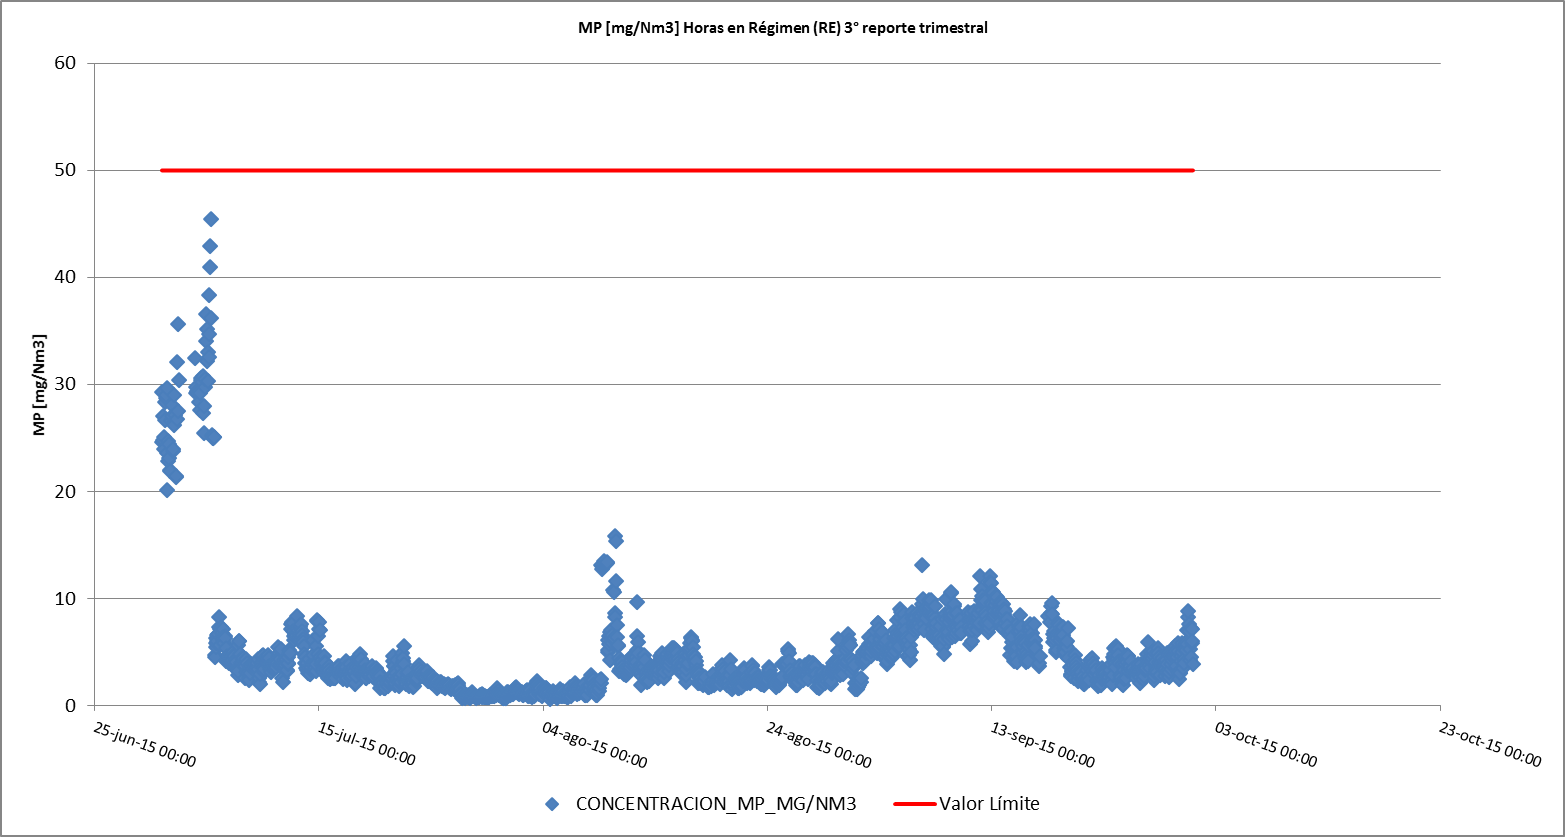 MP [mg/Nm3] Horas en Régimen (RE) 3° reporte trimestral
60
50
40
30
20
10
0
MP [mg/Nm3]
25-jun-15 00:00
15-jul-15 00:00
04-ago-15 00:00
24-ago-15 00:00
13-sep-15 00:00
03-oct-15 00:00
23-oct-15 00:00
CONCENTRACION_MP_MG/NM3
Valor Límite